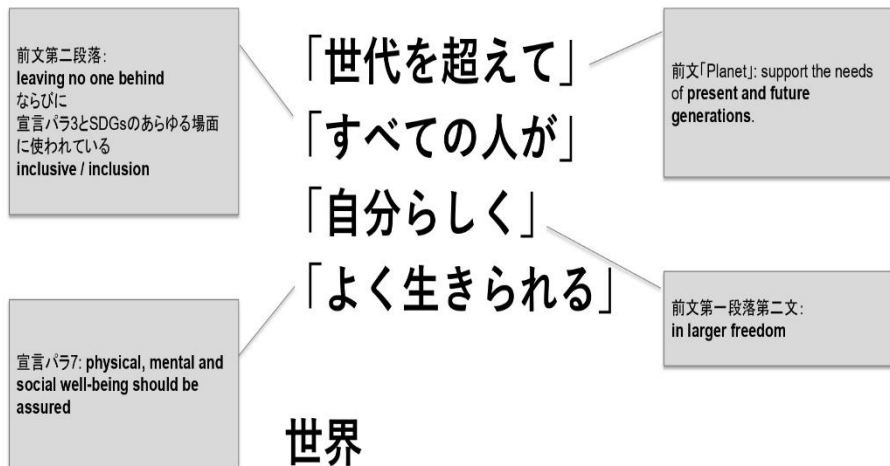 前文第二段落:
leaving no one behind
ならびに
宣言パラ3とSDGsのあらゆる場面
に使われている
inclusive / inclusion
「世代を超えて」
「すべての人が」
「自分らしく」
「よく生きられる」
世界
前文「Planet」: support the needs
of present and future
generations.
前文第一段落第二文:
in larger freedom
宣言パラ7: physical, mental and
social well-being should be
assured